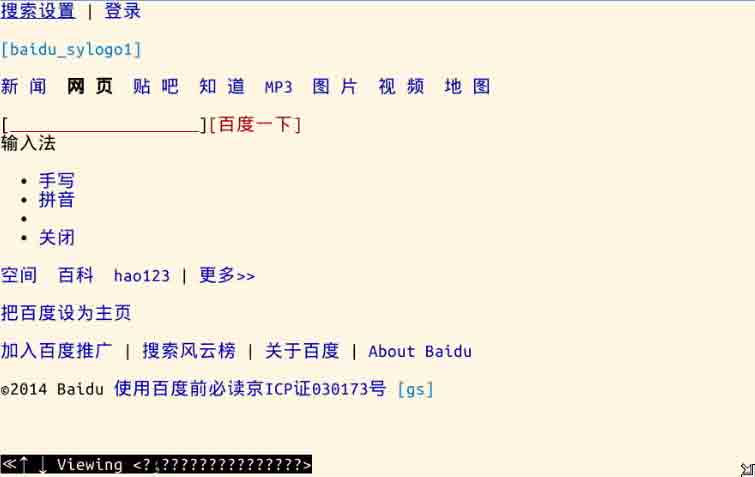 搜索设置 | 登录
[baidu_sylogo1]
新 闻 网 页 贴 吧 知 道 MP3 图 片 视 频 地 图
[____________________][百度一下]
输入法
• 手写
• 拼音
•
• 关闭
空间 百科 hao123 | 更多>>
把百度设为主页
加入百度推广 | 搜索风云榜 | 关于百度 | About Baidu
©2014 Baidu 使用百度前必读京ICP证030173号 [gs]
≪↑ ↓ Viewing <?¿???????????????>